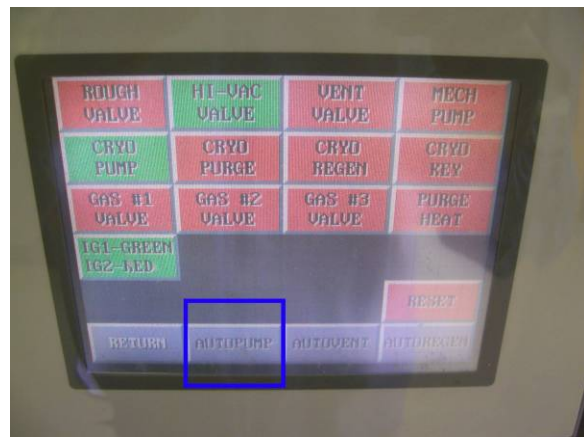 ROUGH VALVE
HI-VAC VALVE
VENT VALVE
MECH PUMP
CRYO PUMP
CRYO PURGE
CRYO REGEN
CRYO KEY
GAS #1 VALVE
GAS #2 VALVE
GAS #3 VALVE
PURGE HEAT
IG1-GREEN
IG2-RED
RESET
RETURN
AUTOPUMP
AUTOVENT
AUTOREGEN